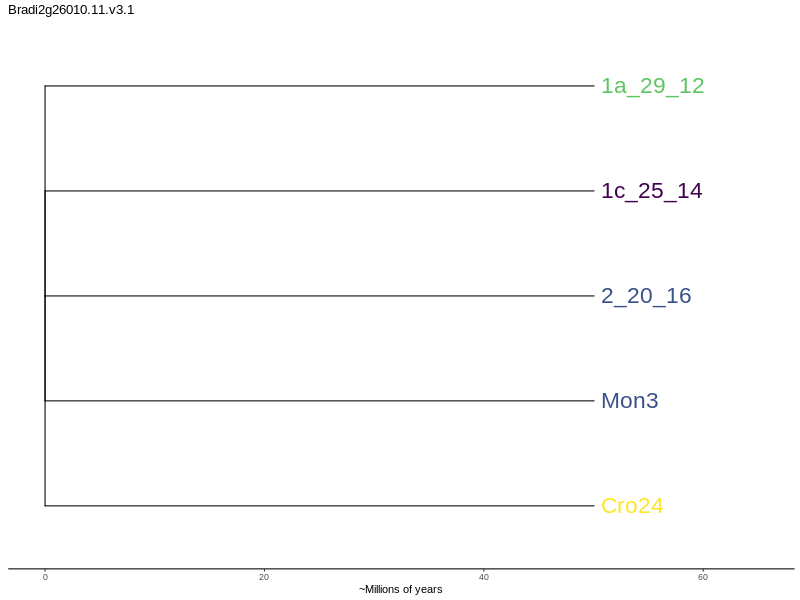 Bradi2g26010.11.v3.1
1a_29_12
1c_25_14
2_20_16
Mon3
Cro24
0 20 40 60
~Millions of years